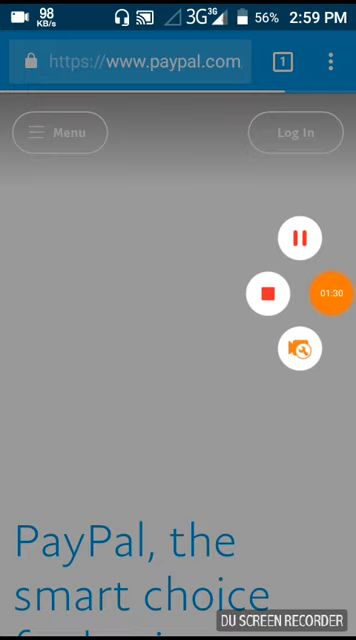 98
KB/s
3G
3G
56%
2:59 PM
https://www.paypal.com
1
Menu
Log In
01:30
PayPal, the
smart choice
DU SCREEN RECORDER